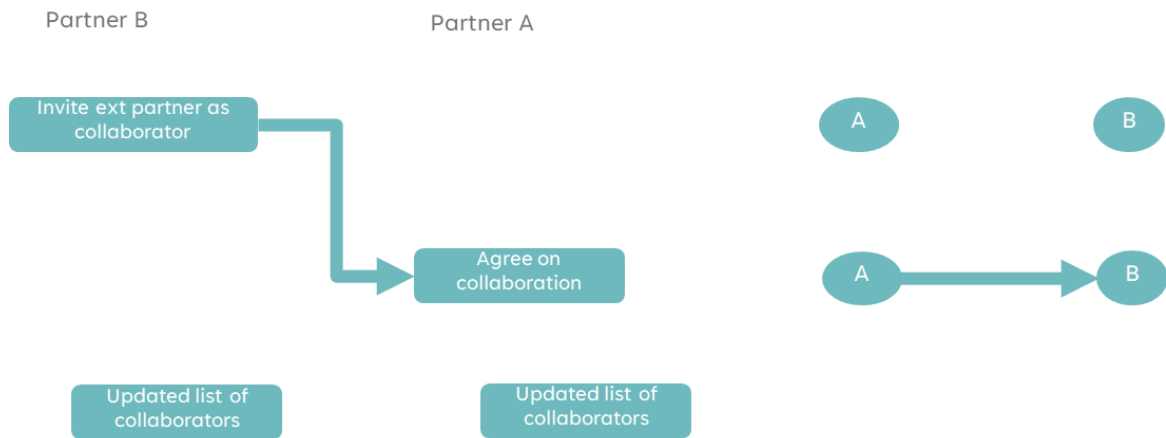 Partner B
Partner A
Invite ext partner as
collaborator
A
B
Agree on
collaboration
A
B
Updated list of
collaborators
Updated list of
collaborators